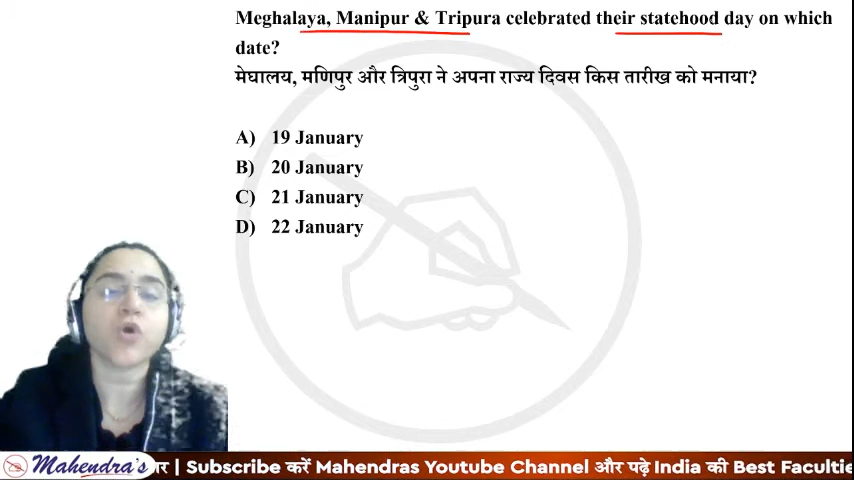 Meghalaya, Manipur & Tripura celebrated their statehood day on which
date?
मेघालय, मणिपुर और त्रिपुरा ने अपना राज्य दिवस किस तारीख को मनाया?
A) 19 January
B) 20 January
C) 21 January
D) 22 January
Mahendra's | Subscribe करें Mahendras Youtube Channel और पढ़े India की Best Facultie